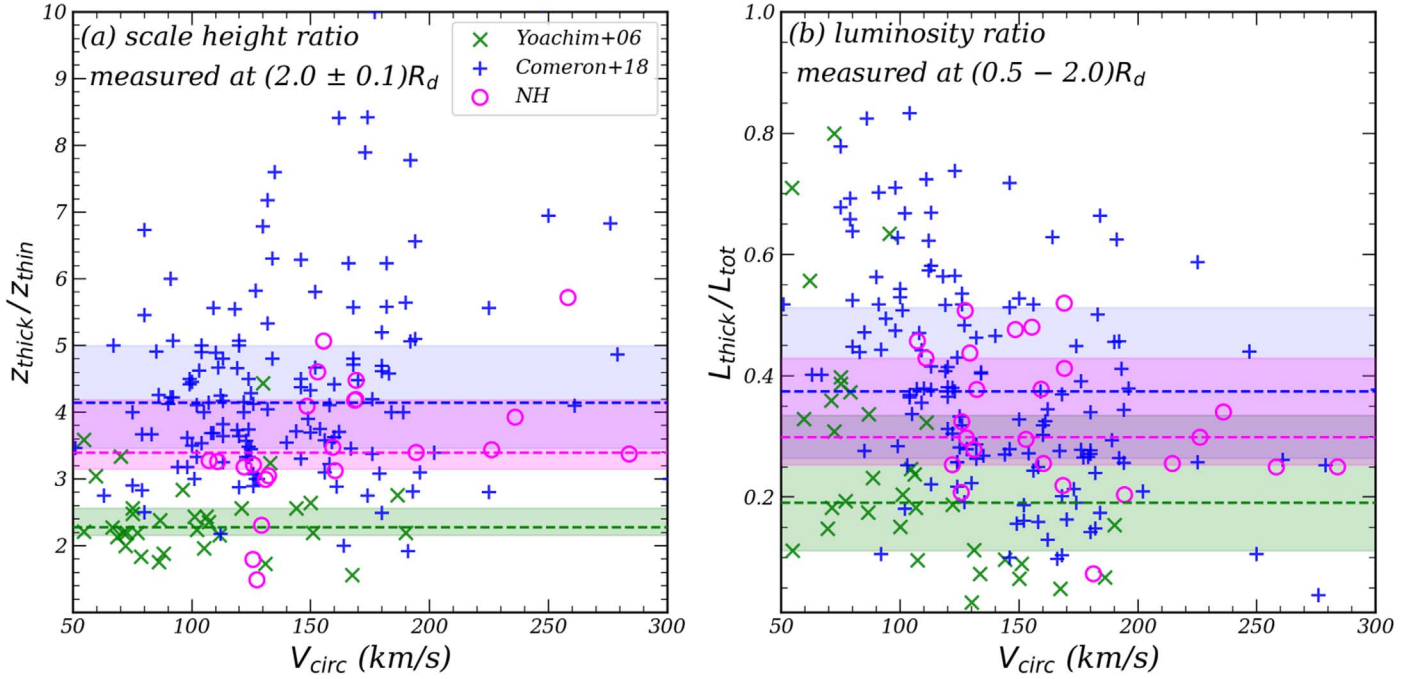 (a) scale height ratio
measured at (2.0 ± 0.1)R_d
Yoachim+06
Comeron+18
NH
10
9
8
7
6
5
4
3
2
z_thick / z_thin
50 100 150 200 250 300
V_circ (km/s)
(b) luminosity ratio
measured at (0.5 − 2.0)R_d
1.0
0.8
0.6
0.4
0.2
L_thick / L_tot
50 100 150 200 250 300
V_circ (km/s)